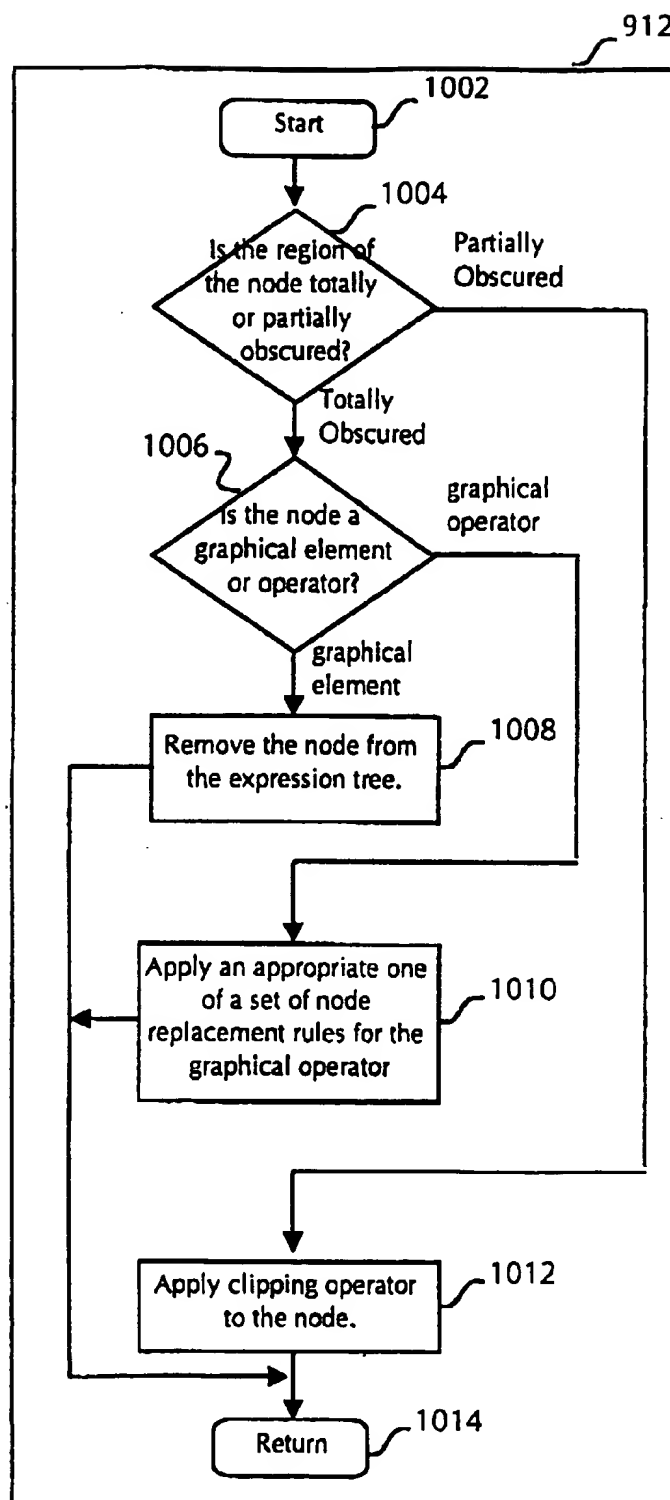 912
1002
Start
1004
Is the region of
the node totally
or partially
obscured?
Partially
Obscured
Totally
Obscured
1006
Is the node a
graphical element
or operator?
graphical
operator
graphical
element
1008
Remove the node from
the expression tree.
Apply an appropriate one
of a set of node
replacement rules for the
graphical operator
1010
Apply clipping operator
to the node.
1012
Return
1014